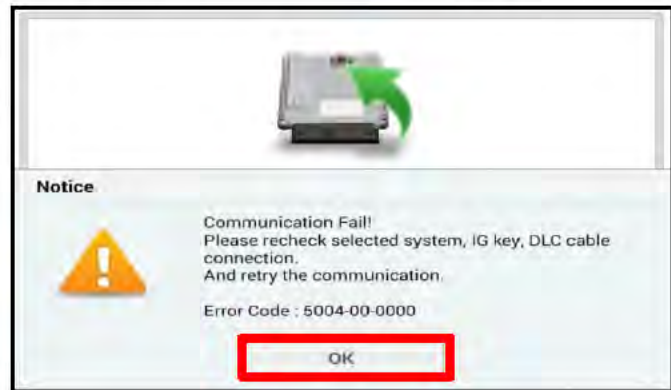 Notice
Communication Fail!
Please recheck selected system, IG key, DLC cable
connection.
And retry the communication.
Error Code : 5004-00-0000
OK